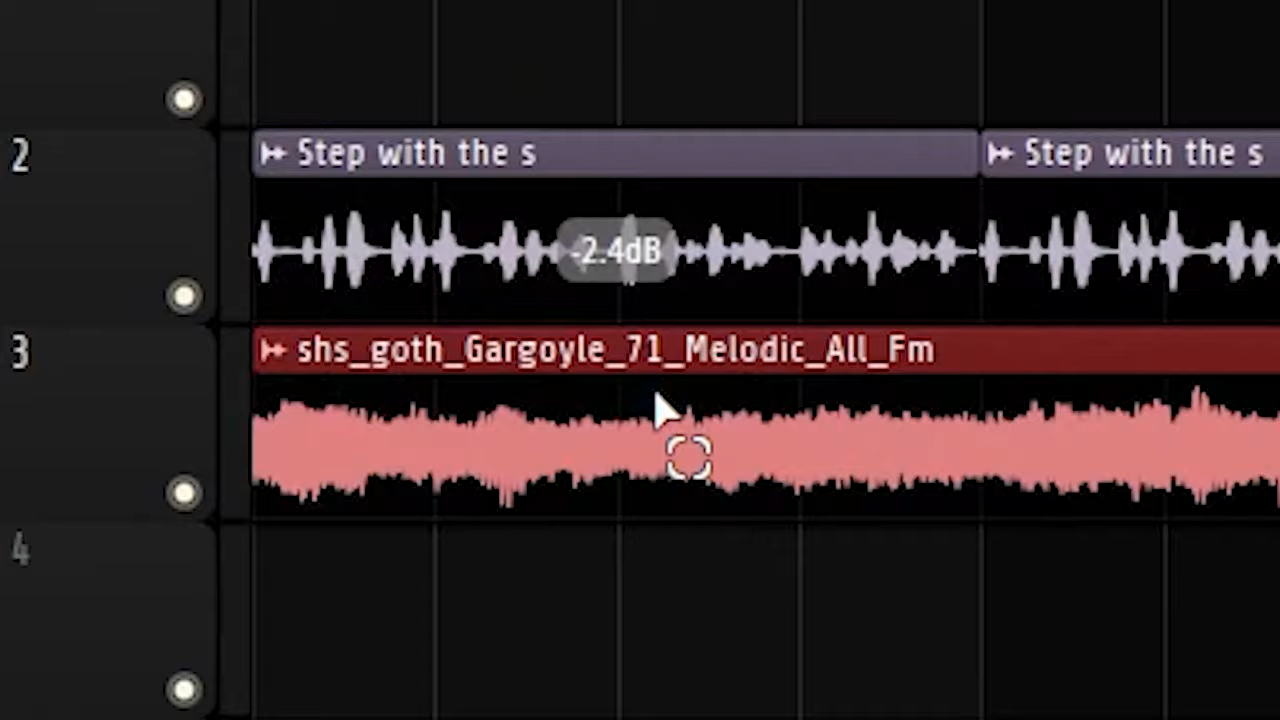 2
Step with the s
Step with the s
-2.4dB
3
shs_goth_Gargoyle_71_Melodic_All_Fm
4